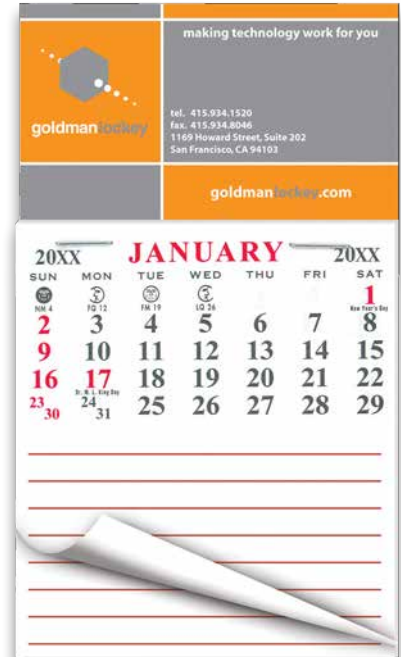 making technology work for you
goldmanlockey
tel. 415.934.1520
fax. 415.934.8046
1169 Howard Street, Suite 202
San Francisco, CA 94103
goldmanlockey.com
20XX JANUARY 20XX
SUN MON TUE WED THU FRI SAT
NM 4 FQ 12 FM 19 LQ 26 1
New Year's Day
2 3 4 5 6 7 8
9 10 11 12 13 14 15
16 17 18 19 20 21 22
Dr. M. L. King Day
23 30 24 31 25 26 27 28 29